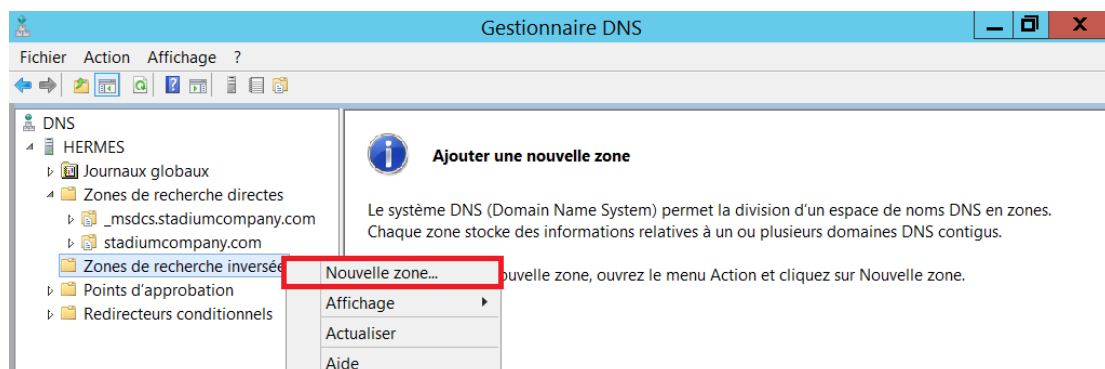 Gestionnaire DNS
Fichier Action Affichage ?
DNS
HERMES
Journaux globaux
Zones de recherche directes
_msdcs.stadiumcompany.com
stadiumcompany.com
Zones de recherche inversée
Points d'approbation
Redirecteurs conditionnels
Nouvelle zone...
Affichage
Actualiser
Aide
Ajouter une nouvelle zone
Le système DNS (Domain Name System) permet la division d'un espace de noms DNS en zones.
Chaque zone stocke des informations relatives à un ou plusieurs domaines DNS contigus.
ouvelle zone, ouvrez le menu Action et cliquez sur Nouvelle zone.